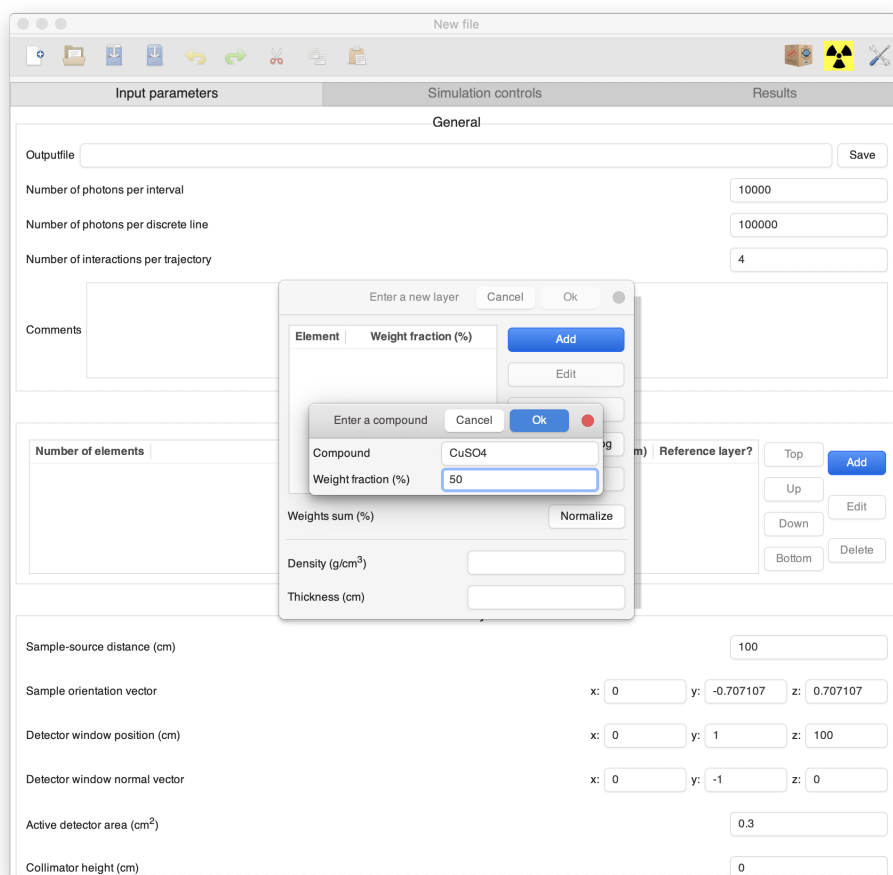 New file
Input parameters Simulation controls Results
General
Outputfile Save
Number of photons per interval 10000
Number of photons per discrete line 100000
Number of interactions per trajectory 4
Comments
Enter a new layer Cancel Ok
Element Weight fraction (%) Add
Edit
Enter a compound Cancel Ok
Compound CuSO4
Weight fraction (%) 50
Weights sum (%) Normalize
Density (g/cm3)
Thickness (cm)
Number of elements m) Reference layer?
Top
Up
Down
Bottom
Add
Edit
Delete
Sample-source distance (cm) 100
Sample orientation vector x: 0 y: -0.707107 z: 0.707107
Detector window position (cm) x: 0 y: 1 z: 100
Detector window normal vector x: 0 y: -1 z: 0
Active detector area (cm2) 0.3
Collimator height (cm) 0